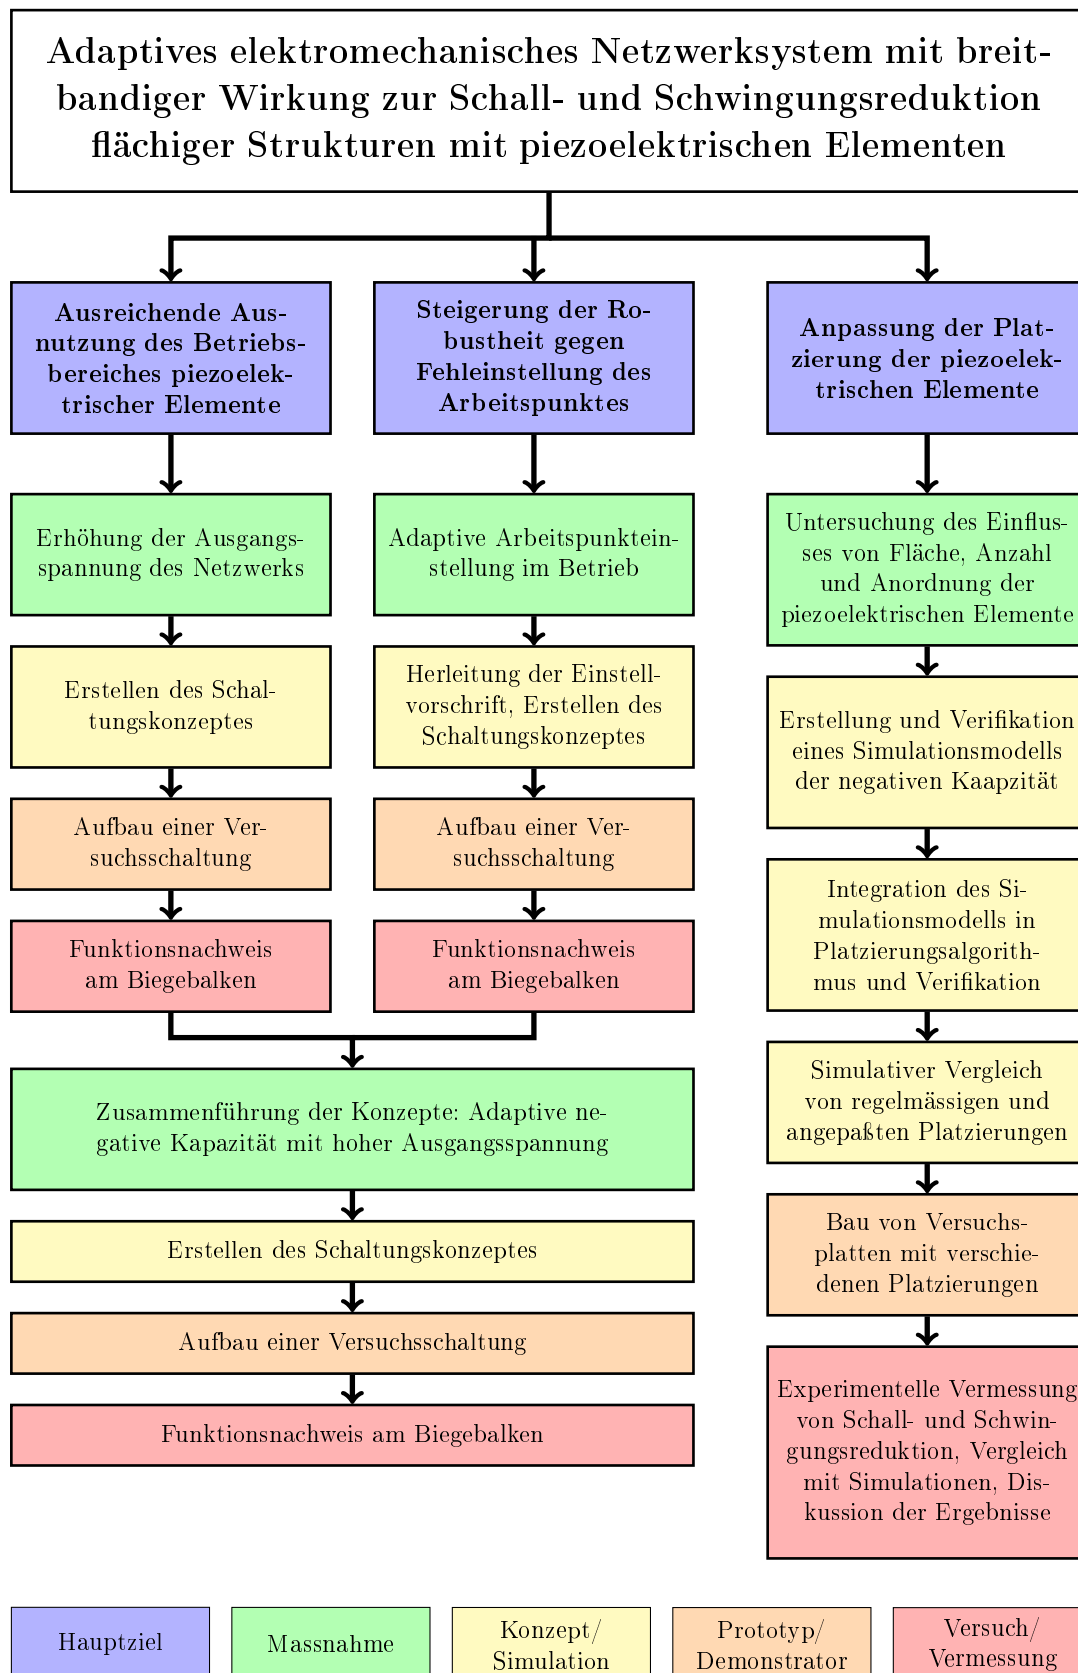 Adaptives elektromechanisches Netzwerksystem mit breit-
bandiger Wirkung zur Schall- und Schwingungsreduktion
flächiger Strukturen mit piezoelektrischen Elementen
Ausreichende Aus-
nutzung des Betriebs-
bereiches piezoelek-
trischer Elemente
Steigerung der Ro-
bustheit gegen
Fehleinstellung des
Arbeitspunktes
Anpassung der Plat-
zierung der piezoelek-
trischen Elemente
Erhöhung der Ausgangs-
spannung des Netzwerks
Adaptive Arbeitspunktein-
stellung im Betrieb
Untersuchung des Einflus-
ses von Fläche, Anzahl
und Anordnung der
piezoelektrischen Elemente
Erstellen des Schal-
tungskonzeptes
Herleitung der Einstell-
vorschrift, Erstellen des
Schaltungskonzeptes
Erstellung und Verifikation
eines Simulationsmodells
der negativen Kaapzität
Aufbau einer Ver-
suchsschaltung
Aufbau einer Ver-
suchsschaltung
Integration des Si-
mulationsmodells in
Platzierungsalgorith-
mus und Verifikation
Funktionsnachweis
am Biegebalken
Funktionsnachweis
am Biegebalken
Simulativer Vergleich
von regelmässigen und
angepaßten Platzierungen
Zusammenführung der Konzepte: Adaptive ne-
gative Kapazität mit hoher Ausgangsspannung
Bau von Versuchs-
platten mit verschie-
denen Platzierungen
Erstellen des Schaltungskonzeptes
Aufbau einer Versuchsschaltung
Funktionsnachweis am Biegebalken
Experimentelle Vermessung
von Schall- und Schwin-
gungsreduktion, Vergleich
mit Simulationen, Dis-
kussion der Ergebnisse
Hauptziel
Massnahme
Konzept/
Simulation
Prototyp/
Demonstrator
Versuch/
Vermessung